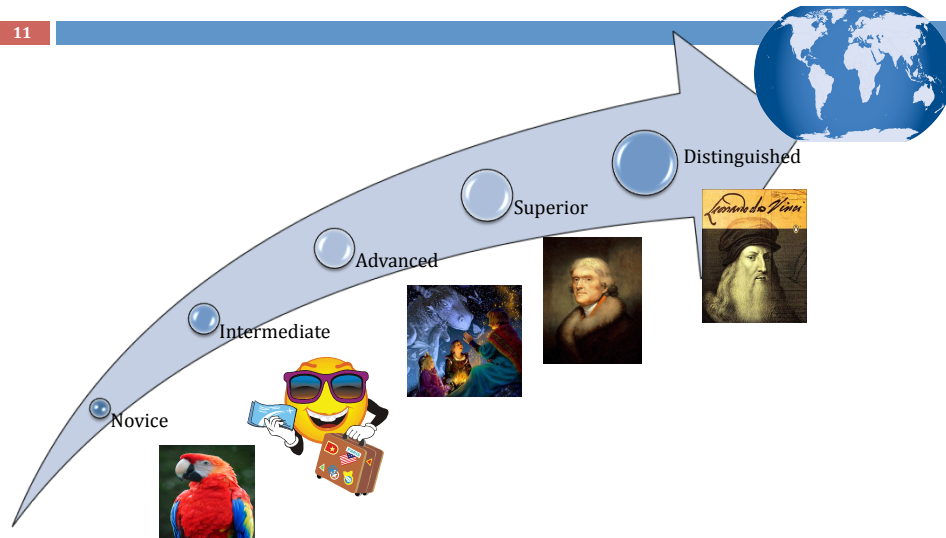 11
Distinguished
Superior
Leonardo da Vinci
Advanced
Intermediate
Novice